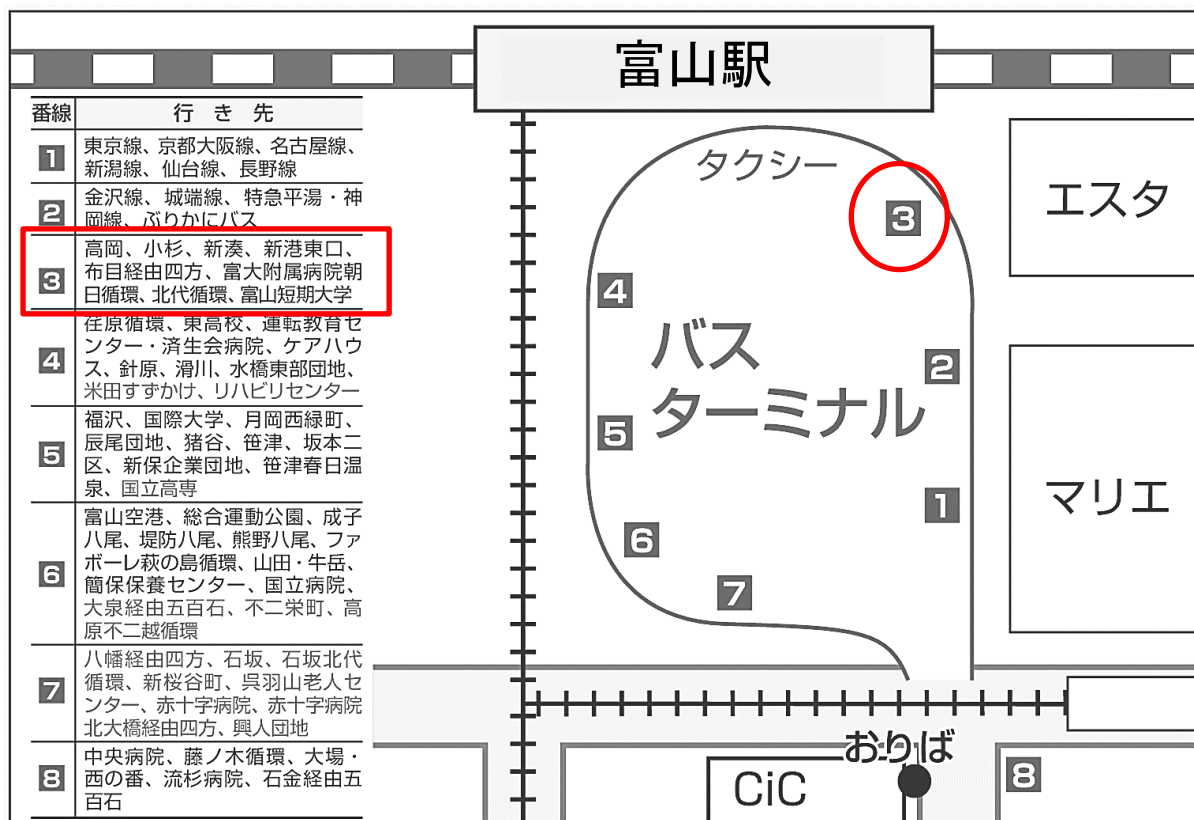 富山駅
番線 行き先
1 東京線、京都大阪線、名古屋線、
新潟線、仙台線、長野線
2 金沢線、城端線、特急平湯・神
岡線、ぶりかにバス
3 高岡、小杉、新湊、新港東口、
布目経由四方、富大附属病院朝
日循環、北代循環、富山短期大学
4 荏原循環、東高校、運転教育セ
ンター・済生会病院、ケアハウ
ス、針原、滑川、水橋東部団地、
米田すずかけ、リハビリセンター
5 福沢、国際大学、月岡西緑町、
辰尾団地、猪谷、笹津、坂本二
区、新保企業団地、笹津春日温
泉、国立高専
6 富山空港、総合運動公園、成子
八尾、堤防八尾、熊野八尾、ファ
ボーレ萩の島循環、山田・牛岳、
簡保保養センター、国立病院、
大泉経由五百石、不二栄町、高
原不二越循環
7 八幡経由四方、石坂、石坂北代
循環、新桜谷町、呉羽山老人セ
ンター、赤十字病院、赤十字病院
北大橋経由四方、興人団地
8 中央病院、藤ノ木循環、大場・
西の番、流杉病院、石金経由五
百石
タクシー
3
エスタ
4
バス
ターミナル
2
5
マリエ
1
6
7
おりば
CiC
8